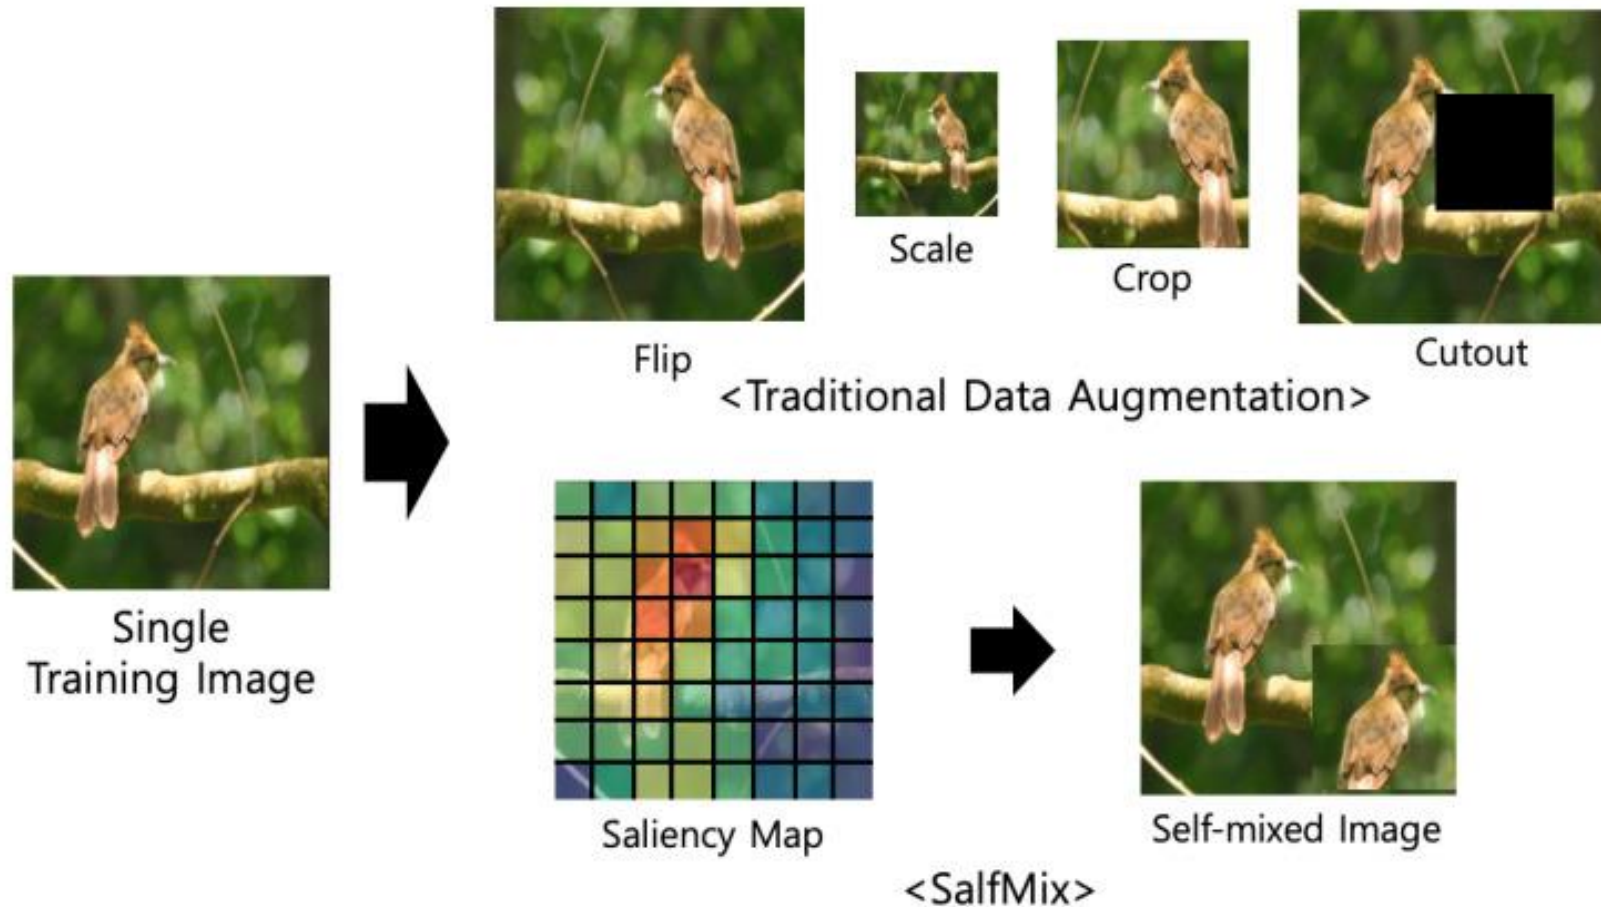 Flip
Scale
Crop
Cutout
<Traditional Data Augmentation>
Single
Training Image
Saliency Map
Self-mixed Image
<SalfMix>